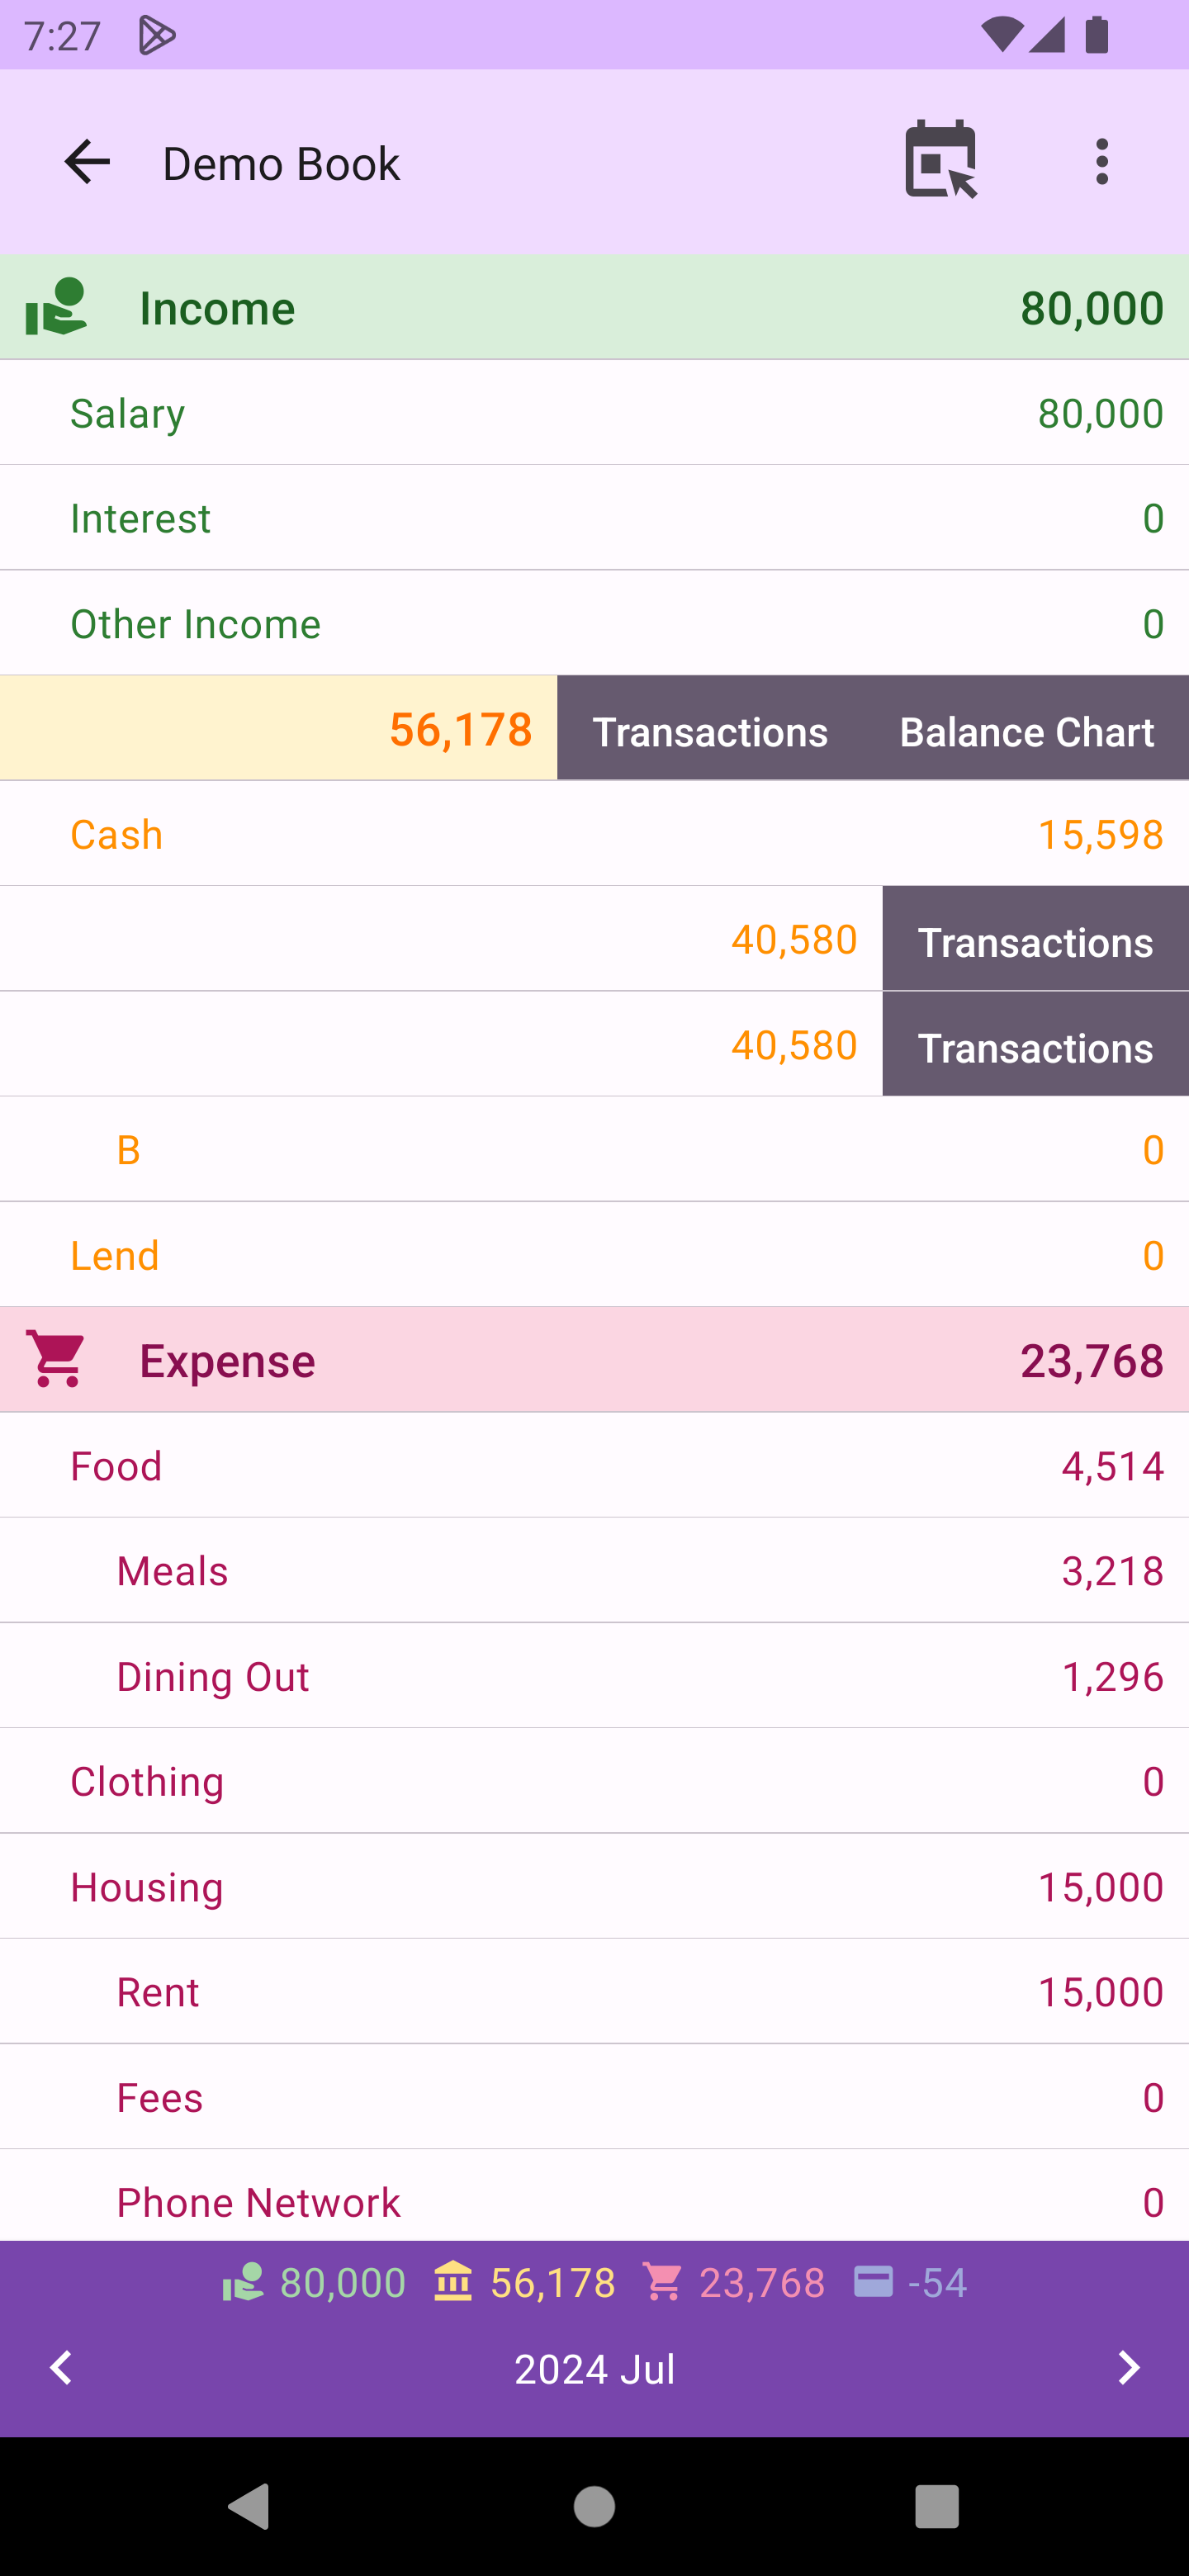 7:27
Demo Book
Income 80,000
Salary 80,000
Interest 0
Other Income 0
56,178 Transactions Balance Chart
Cash 15,598
40,580 Transactions
40,580 Transactions
B 0
Lend 0
Expense 23,768
Food 4,514
Meals 3,218
Dining Out 1,296
Clothing 0
Housing 15,000
Rent 15,000
Fees 0
Phone Network 0
80,000 56,178 23,768 -54
2024 Jul